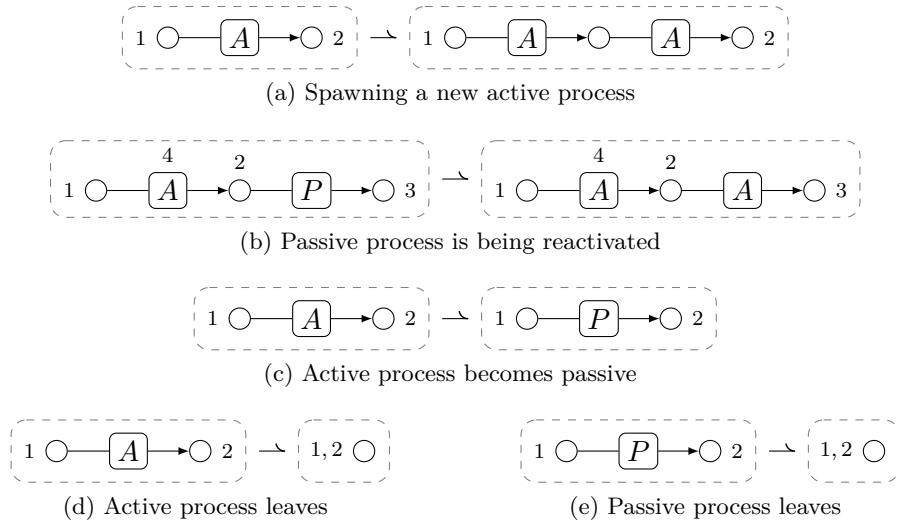 1 A 2 ⇀ 1 A A 2
(a) Spawning a new active process
4 2 4 2
1 A P 3 ⇀ 1 A A 3
(b) Passive process is being reactivated
1 A 2 ⇀ 1 P 2
(c) Active process becomes passive
1 A 2 ⇀ 1, 2 1 P 2 ⇀ 1, 2
(d) Active process leaves (e) Passive process leaves